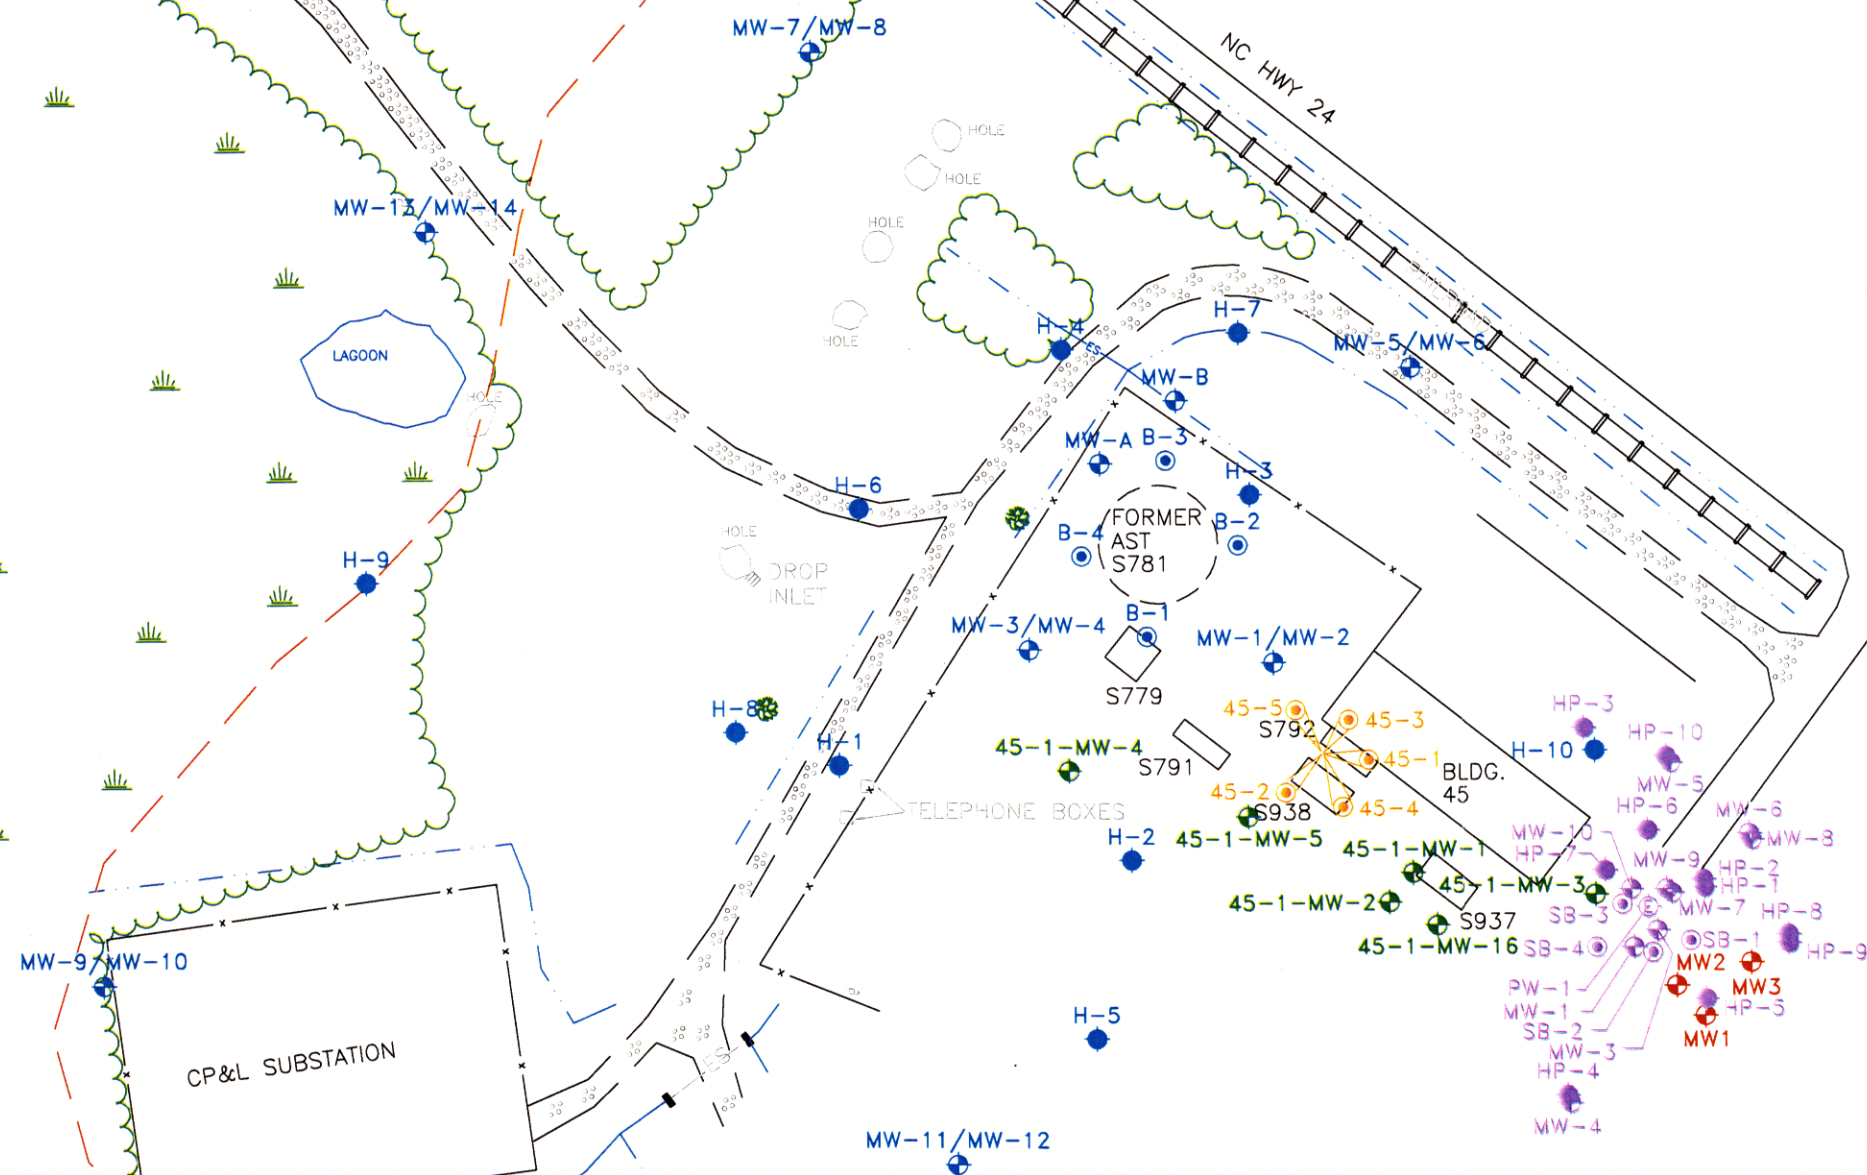 MW-7/MW-8
NC HWY 24
HOLE
HOLE
MW-13/MW-14
HOLE
RAILROAD
H-7
HOLE
H-4
ES
MW-5/MW-6
LAGOON
MW-B
HOLE
MW-A
B-3
H-3
H-6
FORMER
AST
S781
B-2
B-4
HOLE
DROP
INLET
H-9
B-1
MW-3/MW-4
MW-1/MW-2
S779
H-8
45-5
S792
45-3
HP-3
H-1
45-1-MW-4
S791
45-1
H-10
HP-10
BLDG.
45
MW-5
45-2
S938
45-4
TELEPHONE BOXES
HP-6
MW-6
45-1-MW-5
MW-10
MW-8
H-2
45-1-MW-1
HP-7
MW-9
HP-2
45-1-MW-3
HP-1
45-1-MW-2
S937
SB-3
E
MW-7
HP-8
45-1-MW-16
SB-4
SB-1
HP-9
MW-9/MW-10
MW2
MW3
PW-1
MW-1
HP-5
H-5
SB-2
MW1
MW-3
CP&L SUBSTATION
ES
HP-4
MW-4
MW-11/MW-12